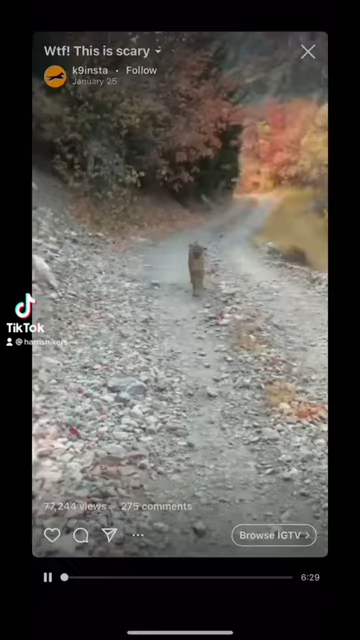 Wtf! This is scary
k9insta • Follow
January 25
TikTok
77,244 views 275 comments
Browse IGTV
6:29